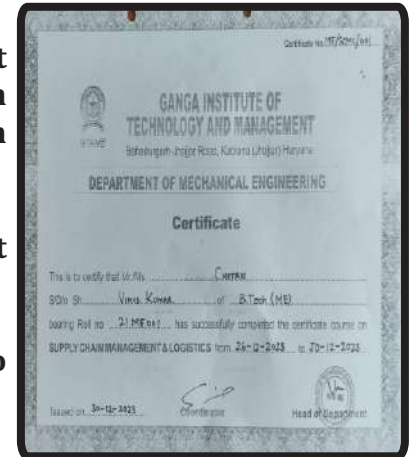 t
n
n
t
o
Certificate No. ME/SCML/001
GANGA INSTITUTE OF
TECHNOLOGY AND MANAGEMENT
Bahadurgarh-Jhajjar Road, Kablana (Jhajjar) Haryana
DEPARTMENT OF MECHANICAL ENGINEERING
Certificate
This is to certify that Mr./Ms. Chetan
S/D/o Sh. Vinod Kumar of B.Tech (ME)
bearing Roll no 21ME001 has successfully completed the certificate course on
SUPPLY CHAIN MANAGEMENT & LOGISTICS from 26-12-2023 to 30-12-2023
Issued on 30-12-2023 Coordinator Head of Department